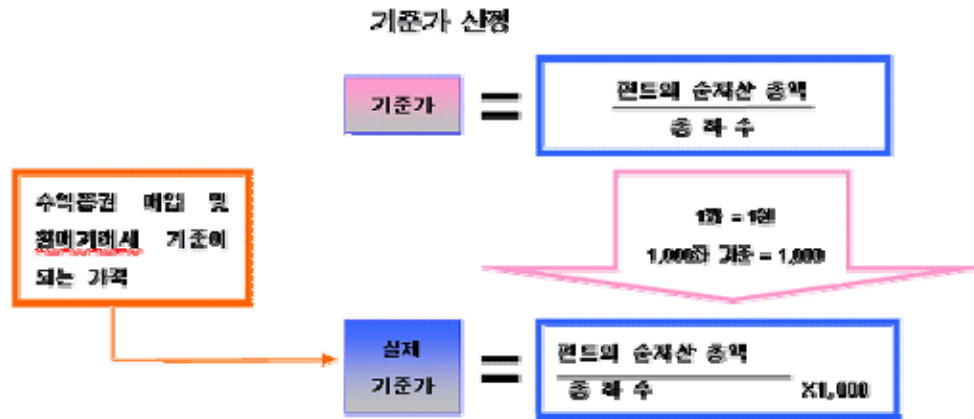 기준가 산정
기준가
=
펀드의 순자산 총액
총 좌 수
수익증권 매입 및
환매거래시 기준이
되는 가격
1좌 = 1원
1,000좌 기준 = 1,000
실제
기준가
=
펀드의 순자산 총액
총 좌 수 X1,000